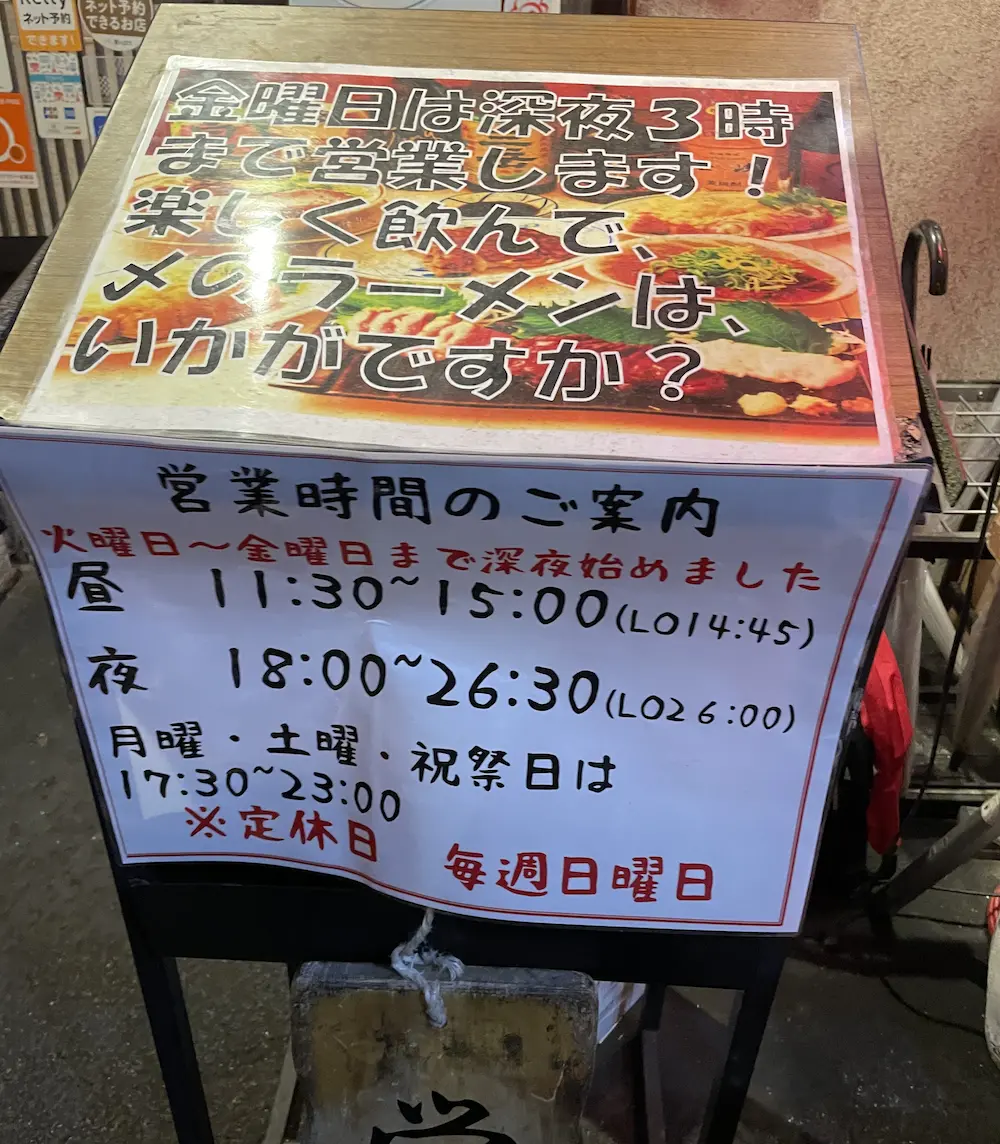 ネット予約
できます!
ネット予約
できるお店
金曜日は深夜3時
まで営業します!
楽しく飲んで、
〆のラーメンは、
いかがですか?
営業時間のご案内
火曜日~金曜日まで深夜始めました
昼 11:30~15:00(LO14:45)
夜 18:00~26:30(LO26:00)
月曜・土曜・祝祭日は
17:30~23:00
※定休日 毎週日曜日